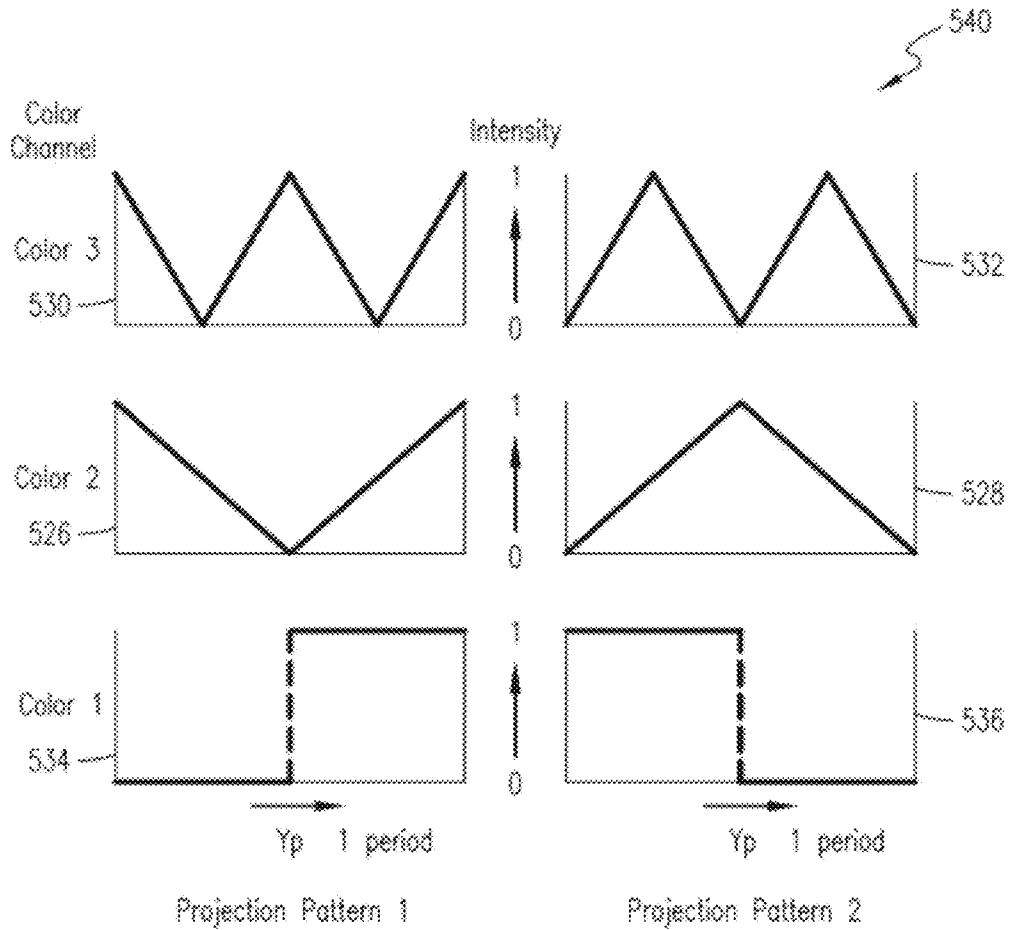 540
Color
Channel
Intensity
Color 3
530
1
0
532
Color 2
526
1
0
528
Color 1
534
1
0
536
Yp 1 period
Yp 1 period
Projection Pattern 1
Projection Pattern 2